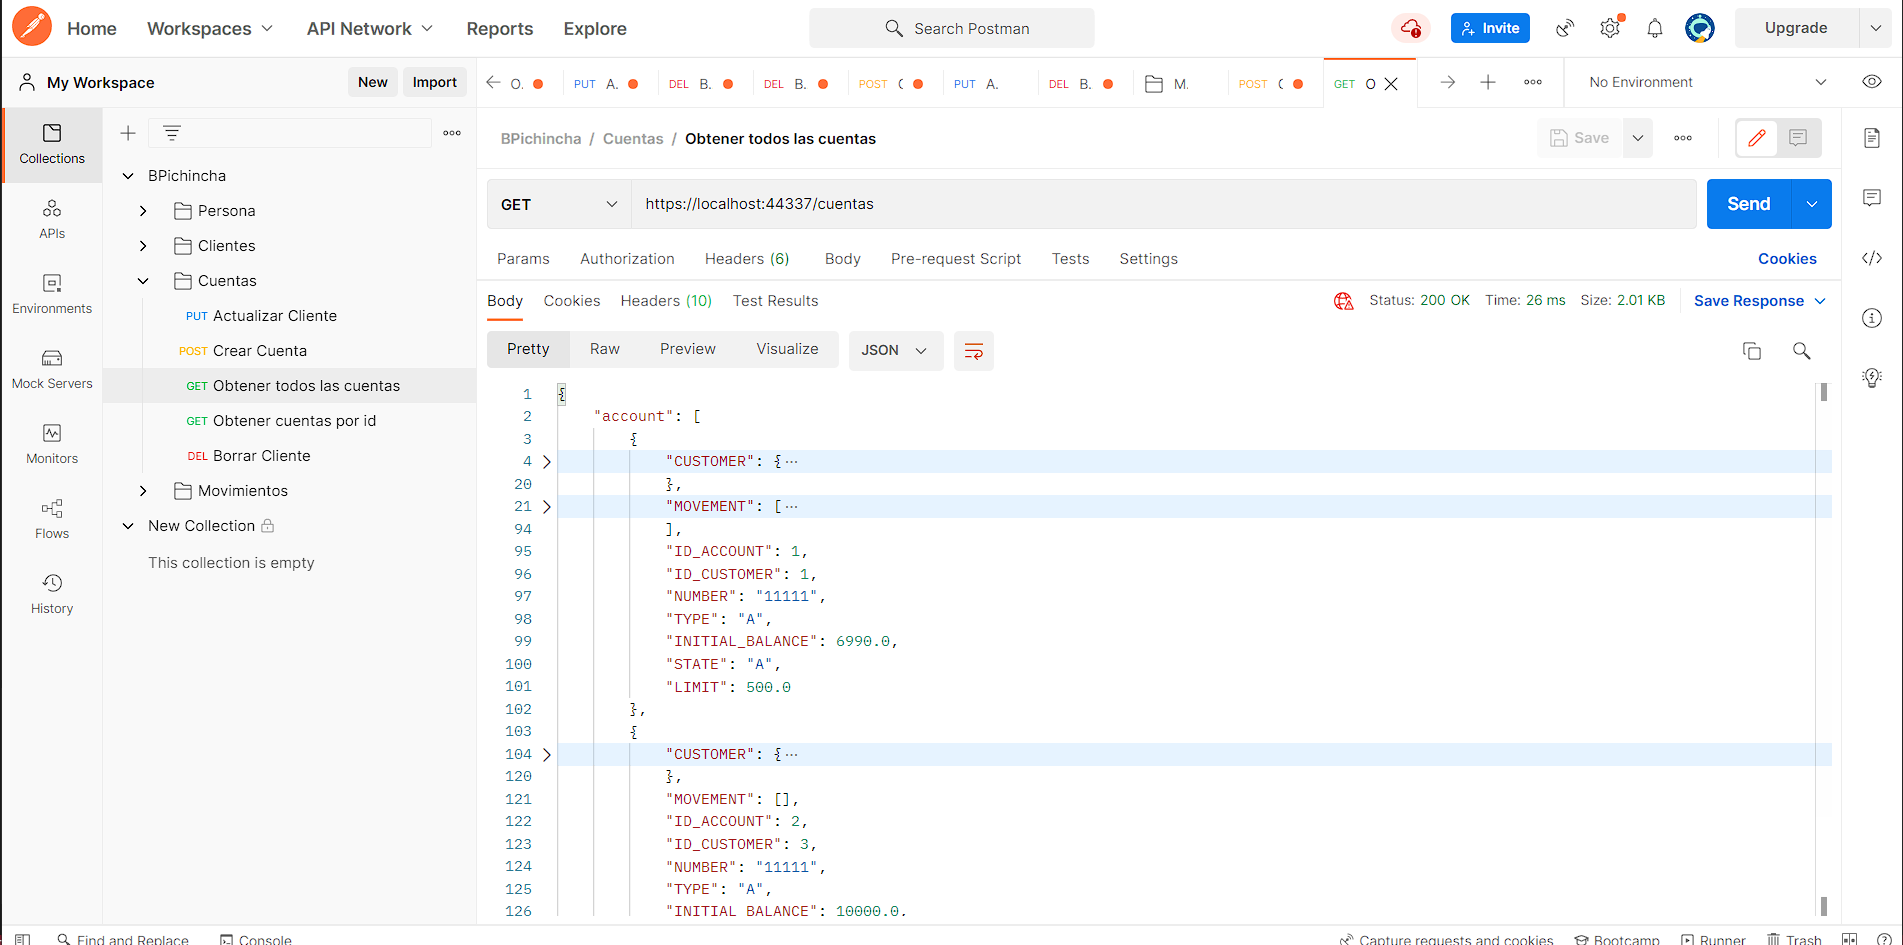 Home Workspaces API Network Reports Explore Search Postman Invite Upgrade
My Workspace New Import
O. PUT A. DEL B. DEL B. POST PUT A. DEL B. M. POST GET O No Environment
Collections
APIs
Environments
Mock Servers
Monitors
Flows
History
BPichincha
Persona
Clientes
Cuentas
PUT Actualizar Cliente
POST Crear Cuenta
GET Obtener todos las cuentas
GET Obtener cuentas por id
DEL Borrar Cliente
Movimientos
New Collection
This collection is empty
BPichincha / Cuentas / Obtener todos las cuentas Save
GET https://localhost:44337/cuentas Send
Params Authorization Headers (6) Body Pre-request Script Tests Settings Cookies
Body Cookies Headers (10) Test Results Status: 200 OK Time: 26 ms Size: 2.01 KB Save Response
Pretty Raw Preview Visualize JSON
1 {
2 "account": [
3 {
4 "CUSTOMER": {···
20 },
21 "MOVEMENT": [···
94 ],
95 "ID_ACCOUNT": 1,
96 "ID_CUSTOMER": 1,
97 "NUMBER": "11111",
98 "TYPE": "A",
99 "INITIAL_BALANCE": 6990.0,
100 "STATE": "A",
101 "LIMIT": 500.0
102 },
103 {
104 "CUSTOMER": {···
120 },
121 "MOVEMENT": [],
122 "ID_ACCOUNT": 2,
123 "ID_CUSTOMER": 3,
124 "NUMBER": "11111",
125 "TYPE": "A",
126 "INITIAL_BALANCE": 10000.0,
Find and Replace Console Capture requests and cookies Bootcamp Runner Trash